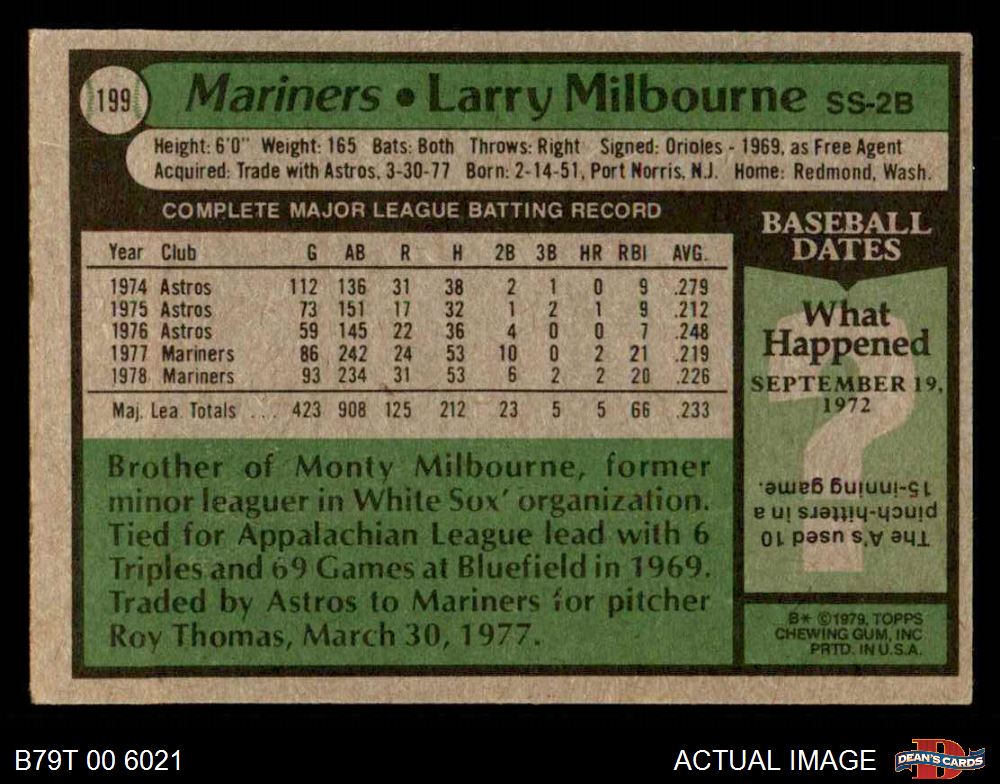 199
Mariners • Larry Milbourne SS-2B
Height: 6'0" Weight: 165 Bats: Both Throws: Right Signed: Orioles - 1969, as Free Agent
Acquired: Trade with Astros, 3-30-77 Born: 2-14-51, Port Norris, N.J. Home: Redmond, Wash.
COMPLETE MAJOR LEAGUE BATTING RECORD
Year Club G AB R H 2B 3B HR RBI AVG.
1974 Astros 112 136 31 38 2 1 0 9 .279
1975 Astros 73 151 17 32 1 2 1 9 .212
1976 Astros 59 145 22 36 4 0 0 7 .248
1977 Mariners 86 242 24 53 10 0 2 21 .219
1978 Mariners 93 234 31 53 6 2 2 20 .226
Maj. Lea. Totals ... 423 908 125 212 23 5 5 66 .233
Brother of Monty Milbourne, former
minor leaguer in White Sox' organization.
Tied for Appalachian League lead with 6
Triples and 69 Games at Bluefield in 1969.
Traded by Astros to Mariners for pitcher
Roy Thomas, March 30, 1977.
BASEBALL
DATES
What
Happened
SEPTEMBER 19,
1972
The A's used 10
pinch-hitters in a
15-inning game.
B* ©1979, TOPPS
CHEWING GUM, INC
PRTD. IN U.S.A.
B79T 00 6021
ACTUAL IMAGE
D
DEAN'S CARDS